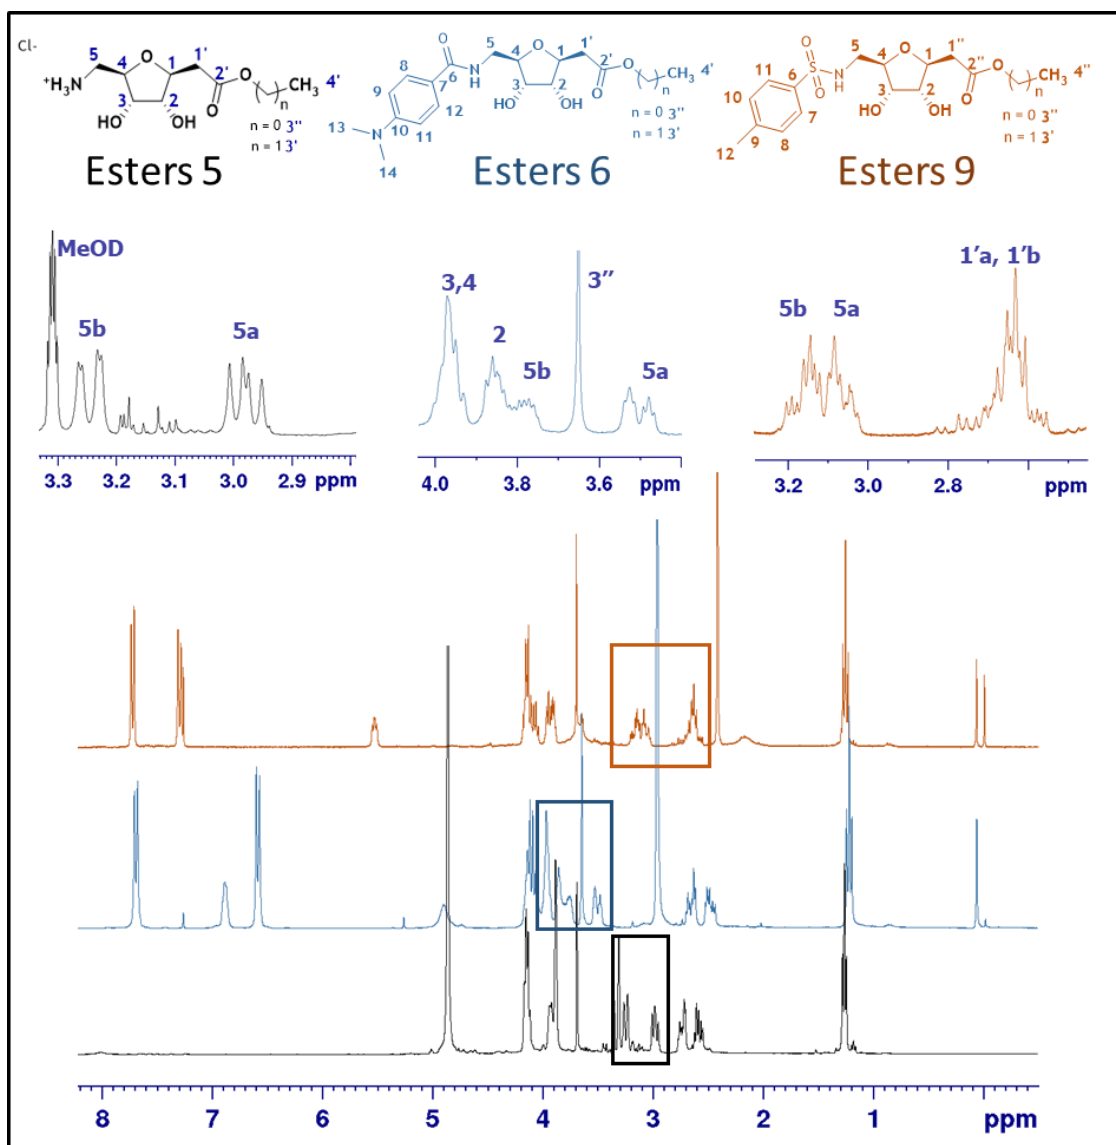 Cl-
5 4 O 1 1' O
+H3N 3 2 2' O CH3 4'
HO OH O n
n = 0 3''
n = 1 3'
Esters 5
O 5 4 O 1 1' O
8 6 N H 3 2 2' O CH3 4'
9 7 HO OH O n
12 n = 0 3''
13 N 10 11 n = 1 3'
14
Esters 6
O 5 4 O 1 1'' O
11 6 S N H 3 2 2'' O CH3 4''
10 O HO OH O n
7 n = 0 3''
9 8 n = 1 3'
12
Esters 9
MeOD
5b
5a
3.3 3.2 3.1 3.0 2.9 ppm
3,4
2
5b
3''
5a
4.0 3.8 3.6 ppm
5b
5a
1'a, 1'b
3.2 3.0 2.8 ppm
8 7 6 5 4 3 2 1 ppm